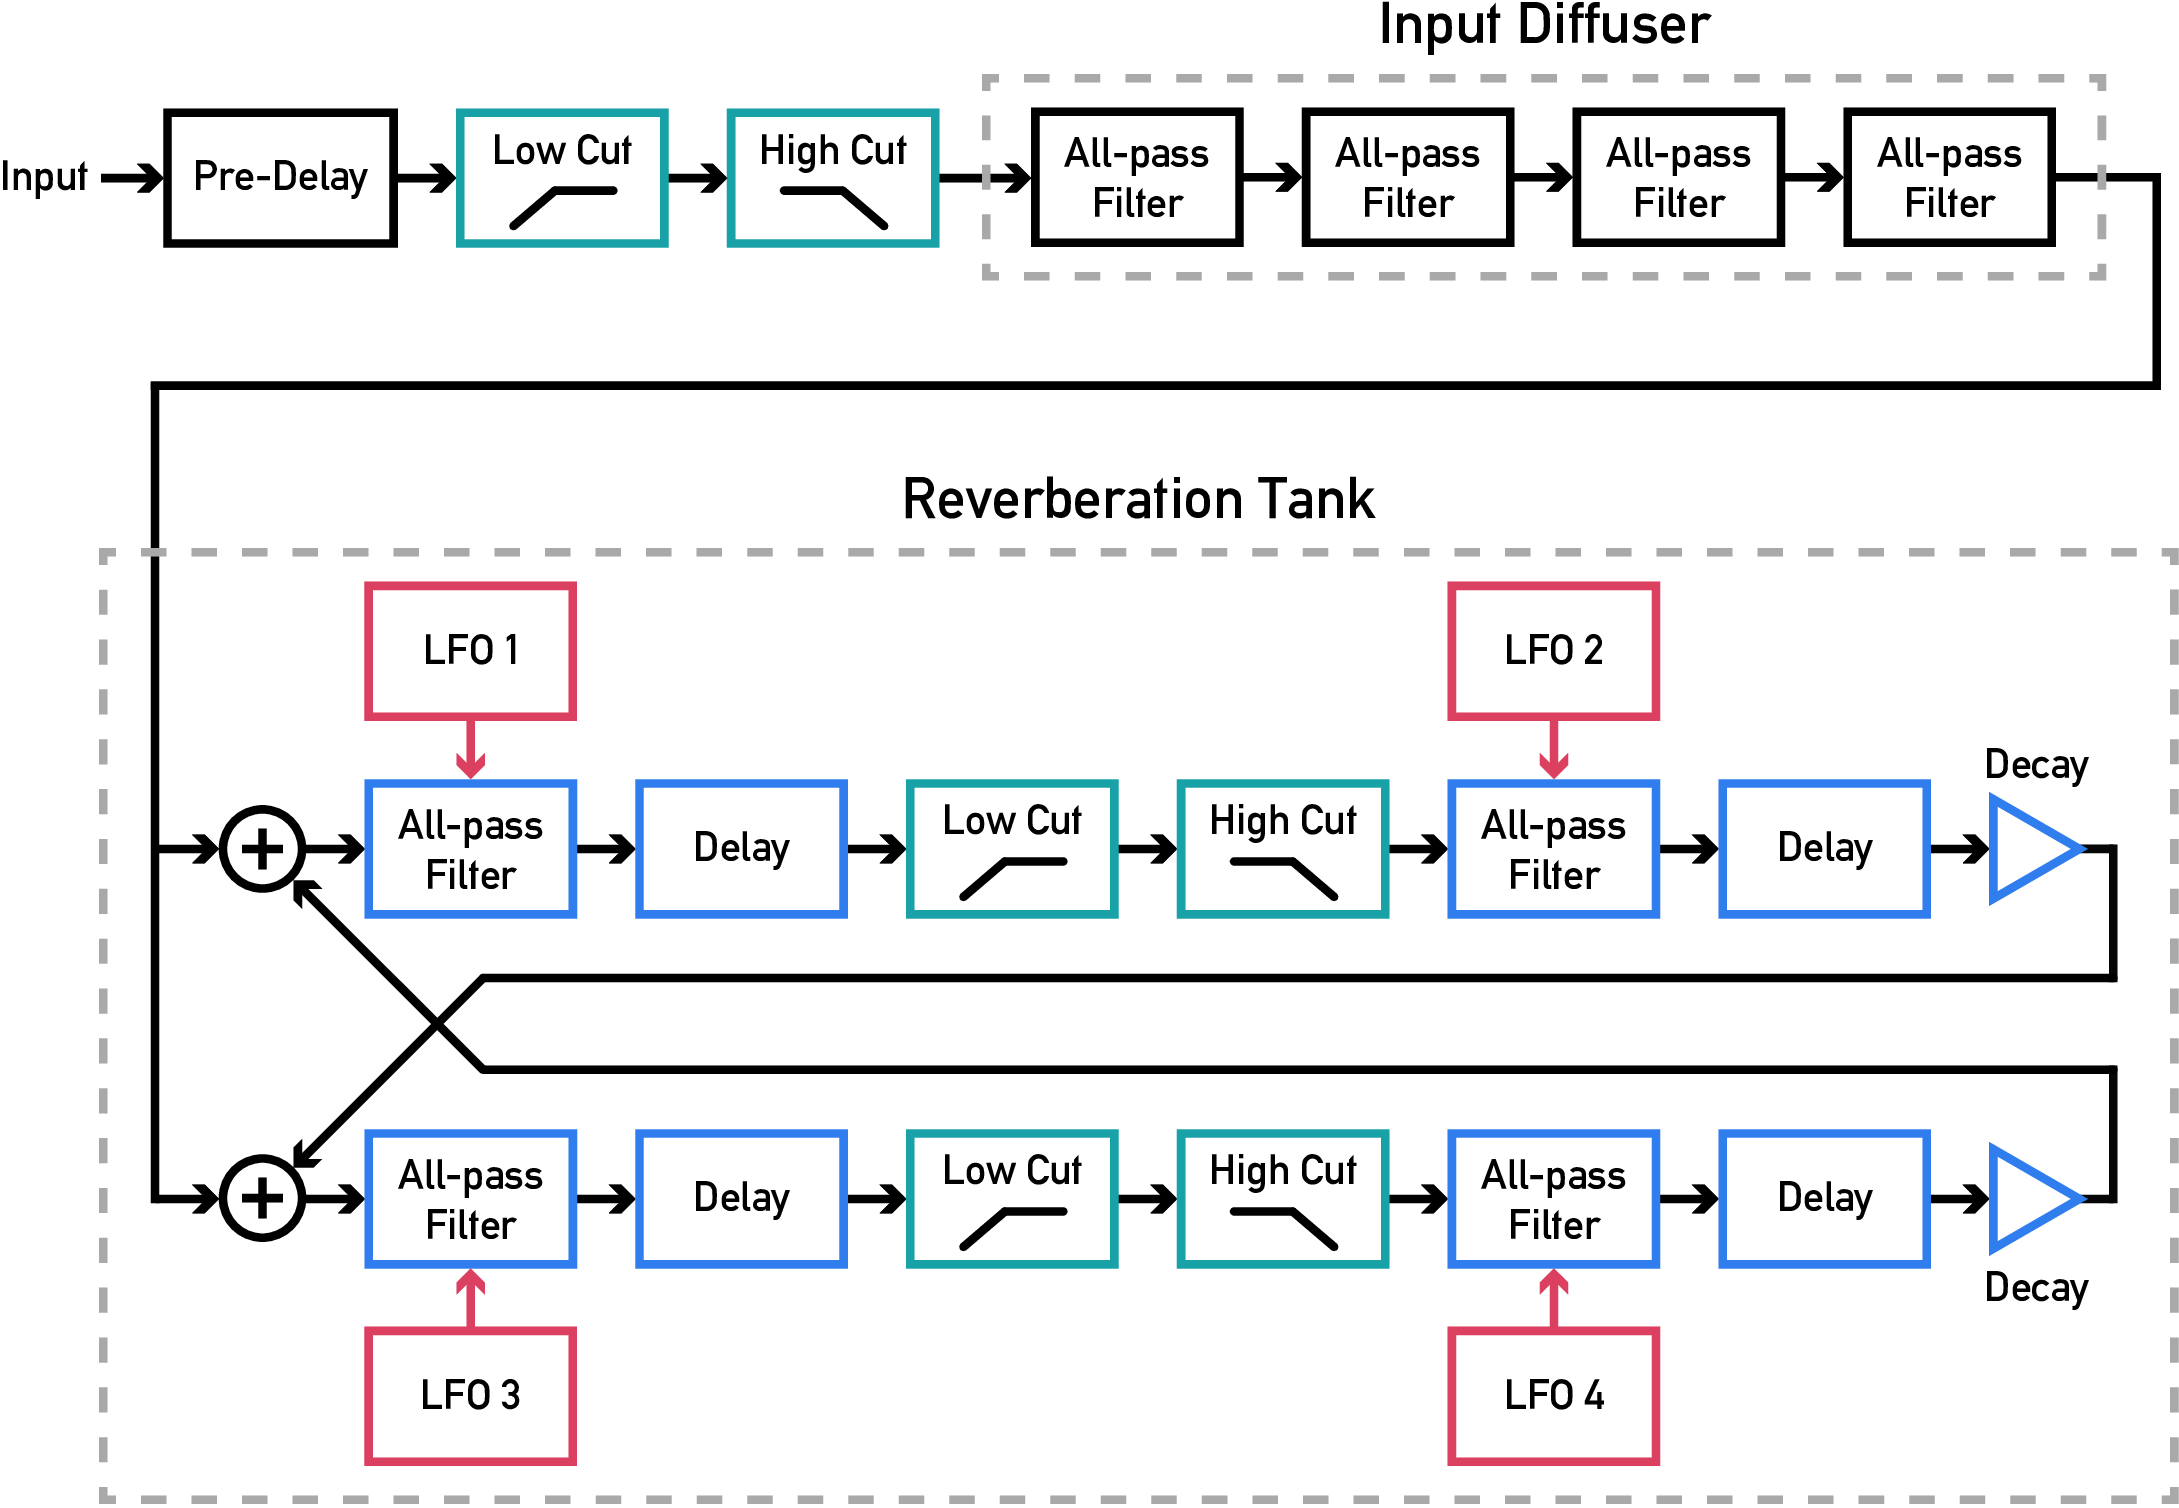 Input Diffuser
Input
Pre-Delay
Low Cut
High Cut
All-pass
Filter
All-pass
Filter
All-pass
Filter
All-pass
Filter
Reverberation Tank
LFO 1
LFO 2
All-pass
Filter
Delay
Low Cut
High Cut
All-pass
Filter
Delay
Decay
All-pass
Filter
Delay
Low Cut
High Cut
All-pass
Filter
Delay
Decay
LFO 3
LFO 4